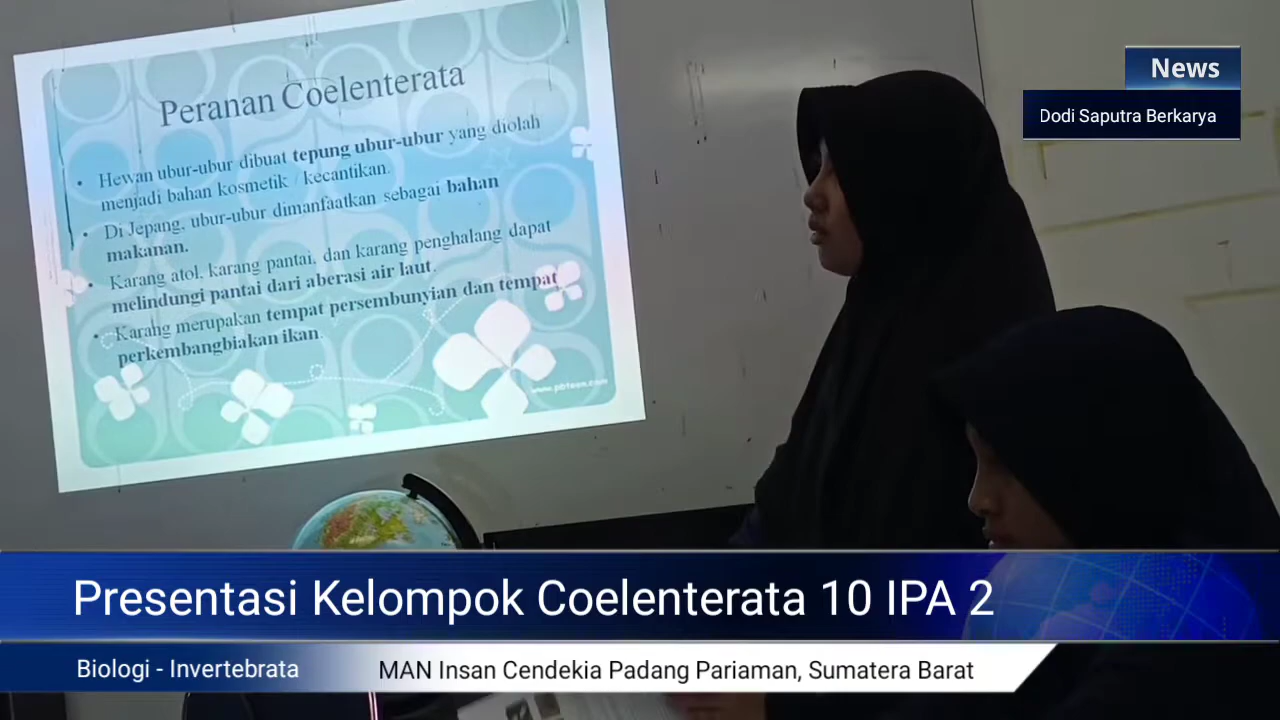 Peranan Coelenterata
• Hewan ubur-ubur dibuat tepung ubur-ubur yang diolah
menjadi bahan kosmetik / kecantikan.
• Di Jepang, ubur-ubur dimanfaatkan sebagai bahan
makanan.
• Karang atol, karang pantai, dan karang penghalang dapat
melindungi pantai dari aberasi air laut.
• Karang merupakan tempat persembunyian dan tempat
perkembangbiakan ikan.
News
Dodi Saputra Berkarya
Presentasi Kelompok Coelenterata 10 IPA 2
Biologi - Invertebrata
MAN Insan Cendekia Padang Pariaman, Sumatera Barat